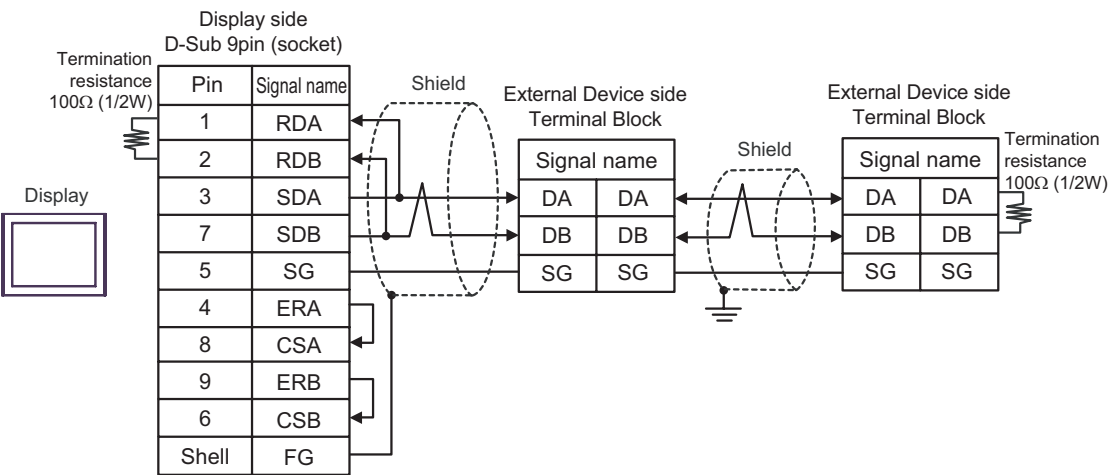 Display side
D-Sub 9pin (socket)
Termination
resistance
100Ω (1/2W)
Pin Signal name
1 RDA
2 RDB
3 SDA
7 SDB
5 SG
4 ERA
8 CSA
9 ERB
6 CSB
Shell FG
Display
Shield
External Device side
Terminal Block
Signal name
DA DA
DB DB
SG SG
Shield
External Device side
Terminal Block
Signal name
DA DA
DB DB
SG SG
Termination
resistance
100Ω (1/2W)